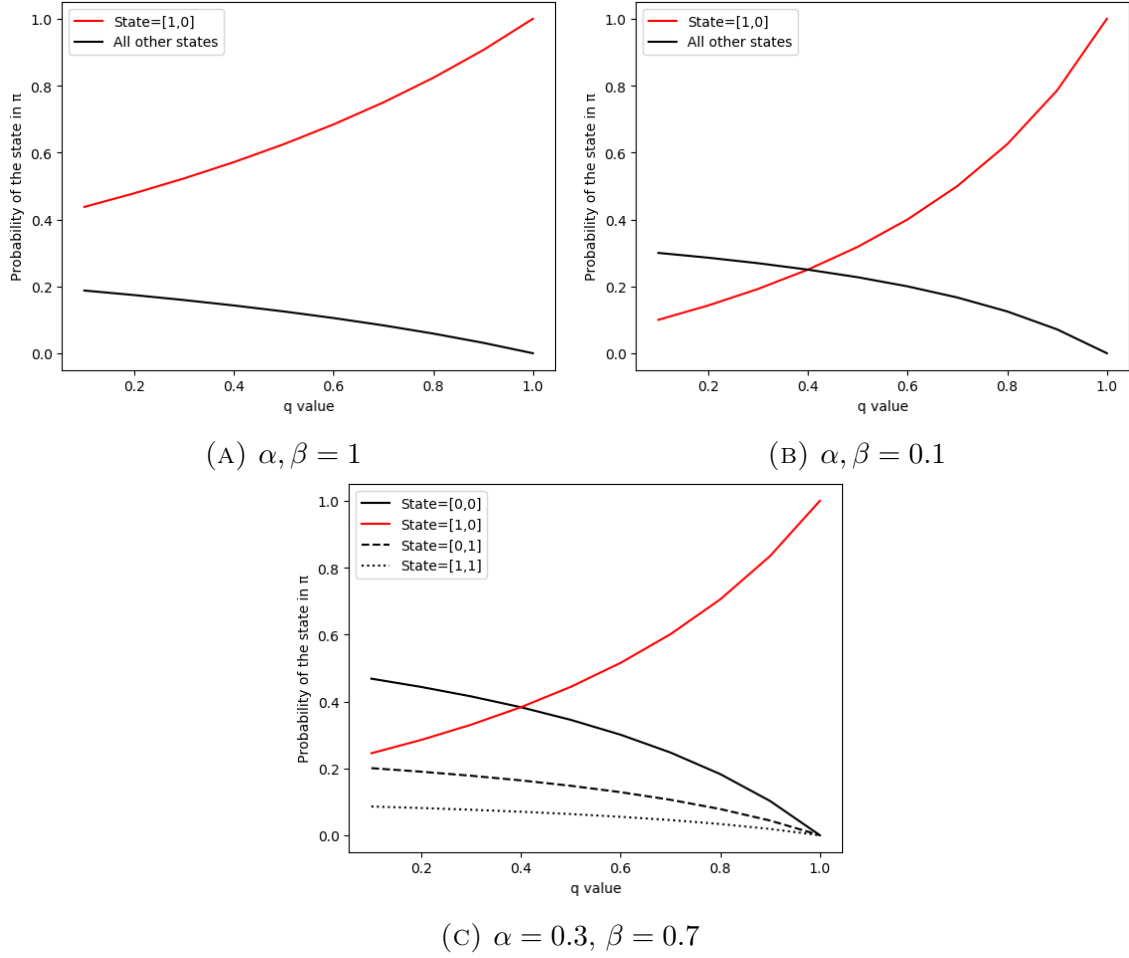 State=[1,0]
All other states
Probability of the state in π
1.0
0.8
0.6
0.4
0.2
0.0
0.2 0.4 0.6 0.8 1.0
q value
(A) α, β = 1
State=[1,0]
All other states
Probability of the state in π
1.0
0.8
0.6
0.4
0.2
0.0
0.2 0.4 0.6 0.8 1.0
q value
(B) α, β = 0.1
State=[0,0]
State=[1,0]
State=[0,1]
State=[1,1]
Probability of the state in π
1.0
0.8
0.6
0.4
0.2
0.0
0.2 0.4 0.6 0.8 1.0
q value
(C) α = 0.3, β = 0.7